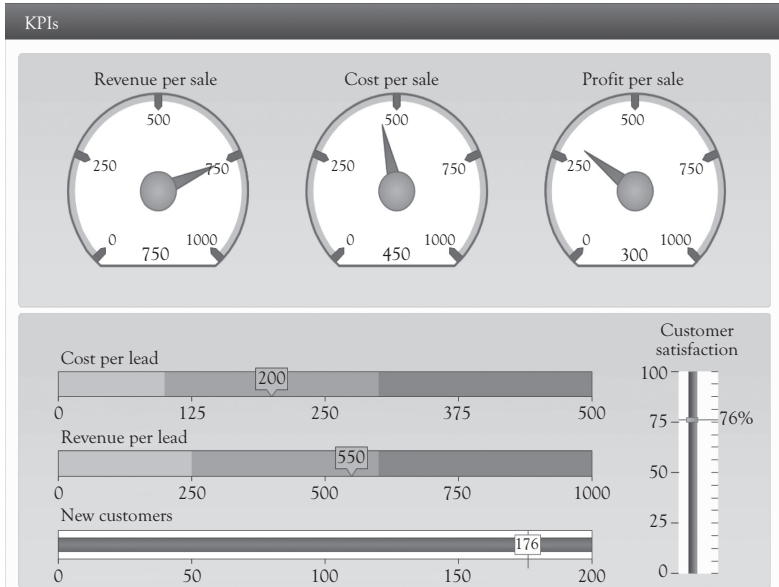 KPIs
Revenue per sale
500
250
750
0
1000
750
Cost per sale
500
250
750
0
1000
450
Profit per sale
500
250
750
0
1000
300
Cost per lead
200
0 125 250 375 500
Revenue per lead
550
0 250 500 750 1000
New customers
176
0 50 100 150 200
Customer
satisfaction
100
75
76%
50
25
0